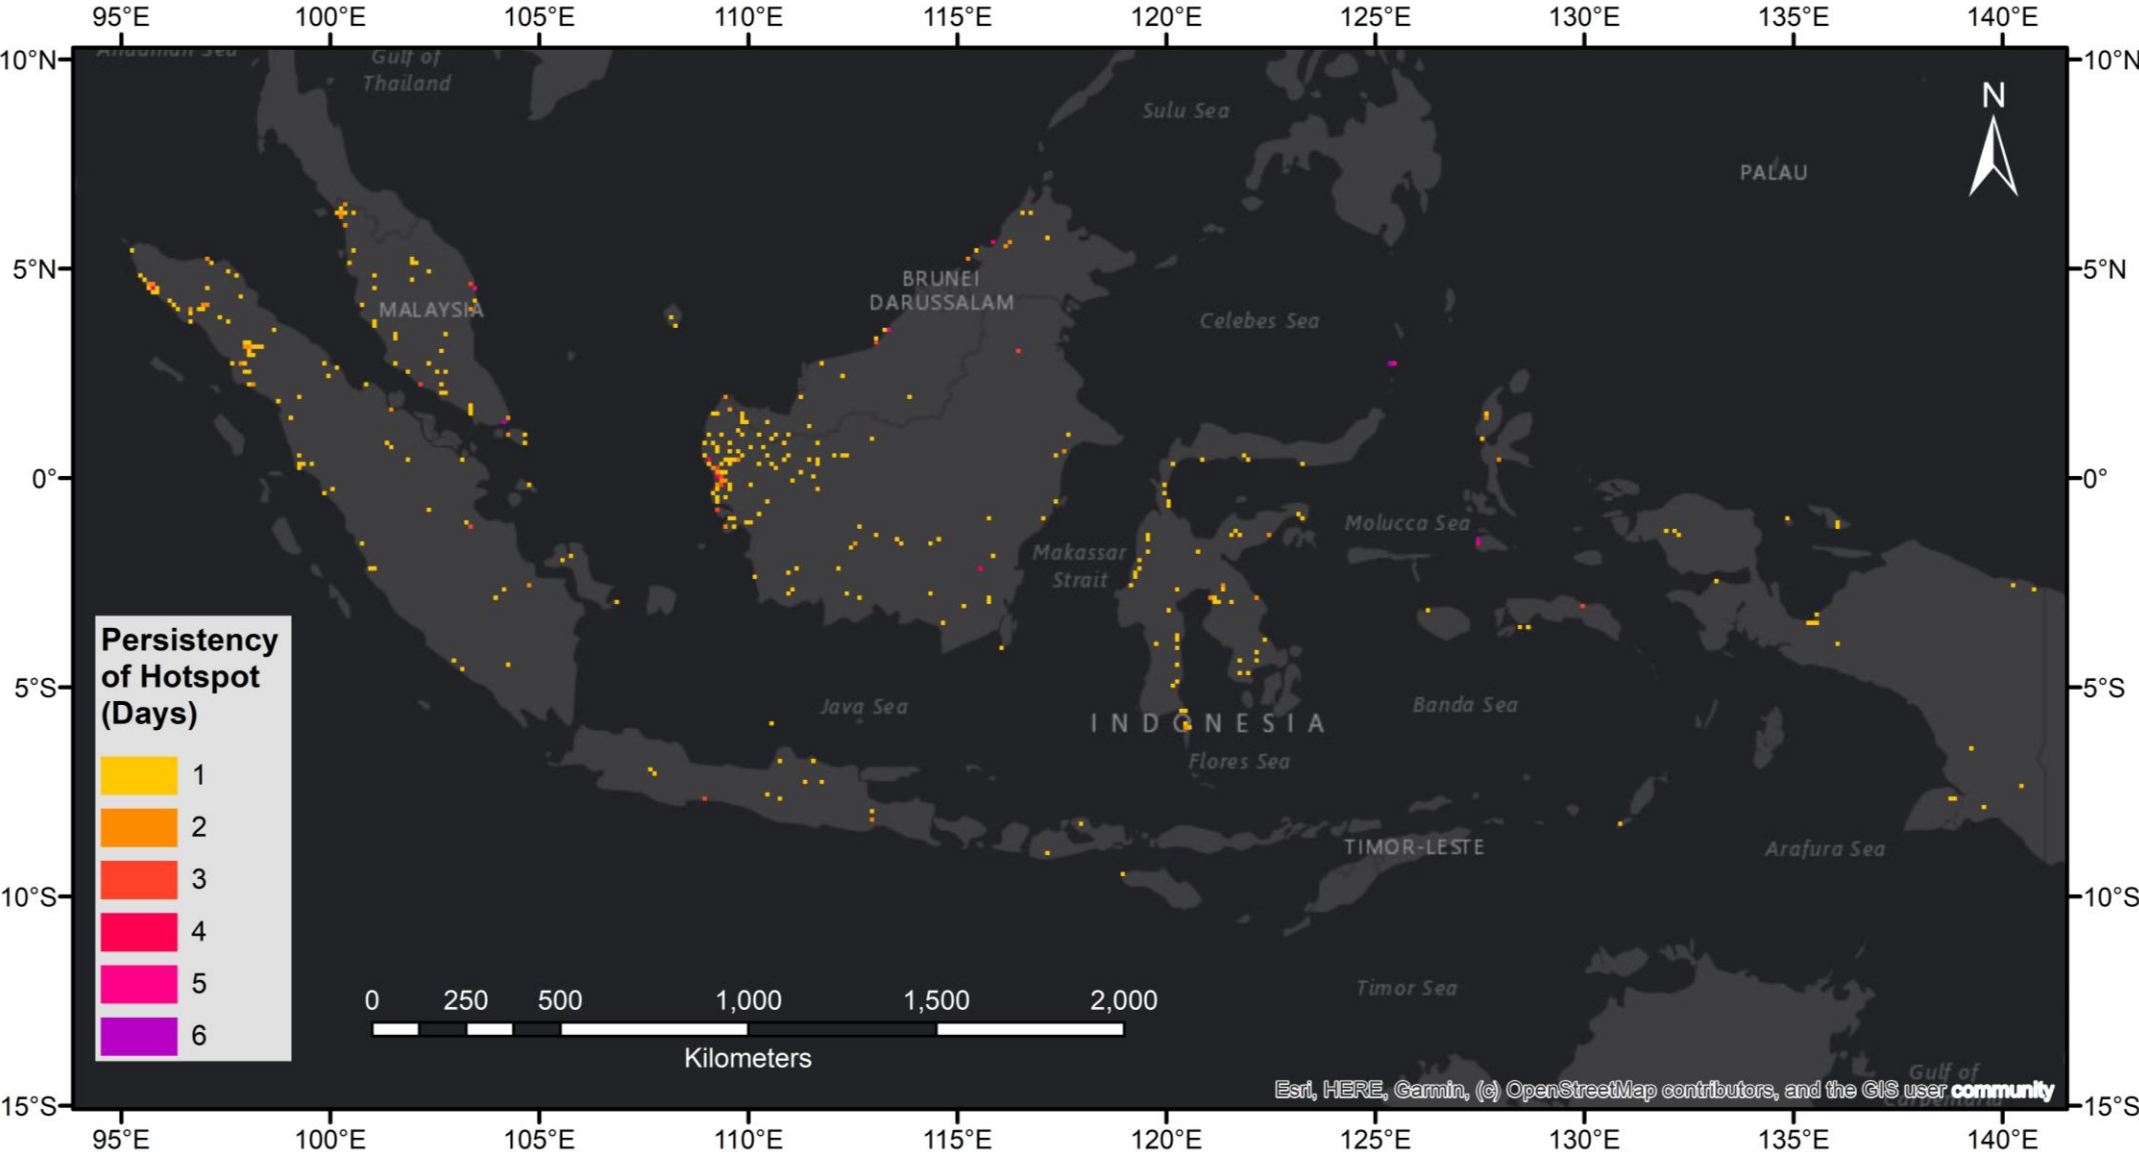 95°E 100°E 105°E 110°E 115°E 120°E 125°E 130°E 135°E 140°E
10°N
10°N
Andaman Sea
Gulf of
Thailand
Sulu Sea
N
PALAU
5°N
5°N
BRUNEI
DARUSSALAM
MALAYSIA
Celebes Sea
0°
0°
Molucca Sea
Makassar
Strait
Persistency
of Hotspot
(Days)
1
2
3
4
5
6
5°S
5°S
Java Sea
INDONESIA
Banda Sea
Flores Sea
TIMOR-LESTE
Arafura Sea
10°S
10°S
Timor Sea
0 250 500 1,000 1,500 2,000
Kilometers
Gulf of
Carpentaria
Esri, HERE, Garmin, (c) OpenStreetMap contributors, and the GIS user community
15°S
15°S
95°E 100°E 105°E 110°E 115°E 120°E 125°E 130°E 135°E 140°E